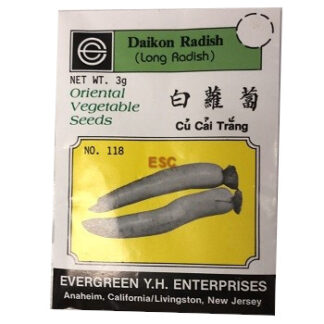 Daikon Radish
(Long Radish)
NET WT. 3g
Oriental
Vegetable
Seeds
白蘿蔔
Củ Cải Trắng
NO. 118
ESC
EVERGREEN Y.H. ENTERPRISES
Anaheim, California/Livingston, New Jersey